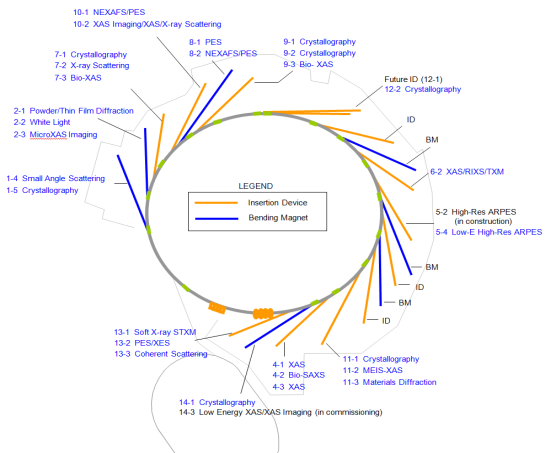 10-1 NEXAFS/PES
10-2 XAS Imaging/XAS/X-ray Scattering
8-1 PES
8-2 NEXAFS/PES
9-1 Crystallography
9-2 Crystallography
9-3 Bio- XAS
7-1 Crystallography
7-2 X-ray Scattering
7-3 Bio-XAS
Future ID (12-1)
12-2 Crystallography
2-1 Powder/Thin Film Diffraction
2-2 White Light
2-3 MicroXAS Imaging
ID
BM
6-2 XAS/RIXS/TXM
1-4 Small Angle Scattering
1-5 Crystallography
LEGEND
Insertion Device
Bending Magnet
5-2 High-Res ARPES
(in construction)
5-4 Low-E High-Res ARPES
BM
ID
BM
ID
13-1 Soft X-ray STXM
13-2 PES/XES
13-3 Coherent Scattering
4-1 XAS
4-2 Bio-SAXS
4-3 XAS
11-1 Crystallography
11-2 MEIS-XAS
11-3 Materials Diffraction
14-1 Crystallography
14-3 Low Energy XAS/XAS Imaging (in commissioning)